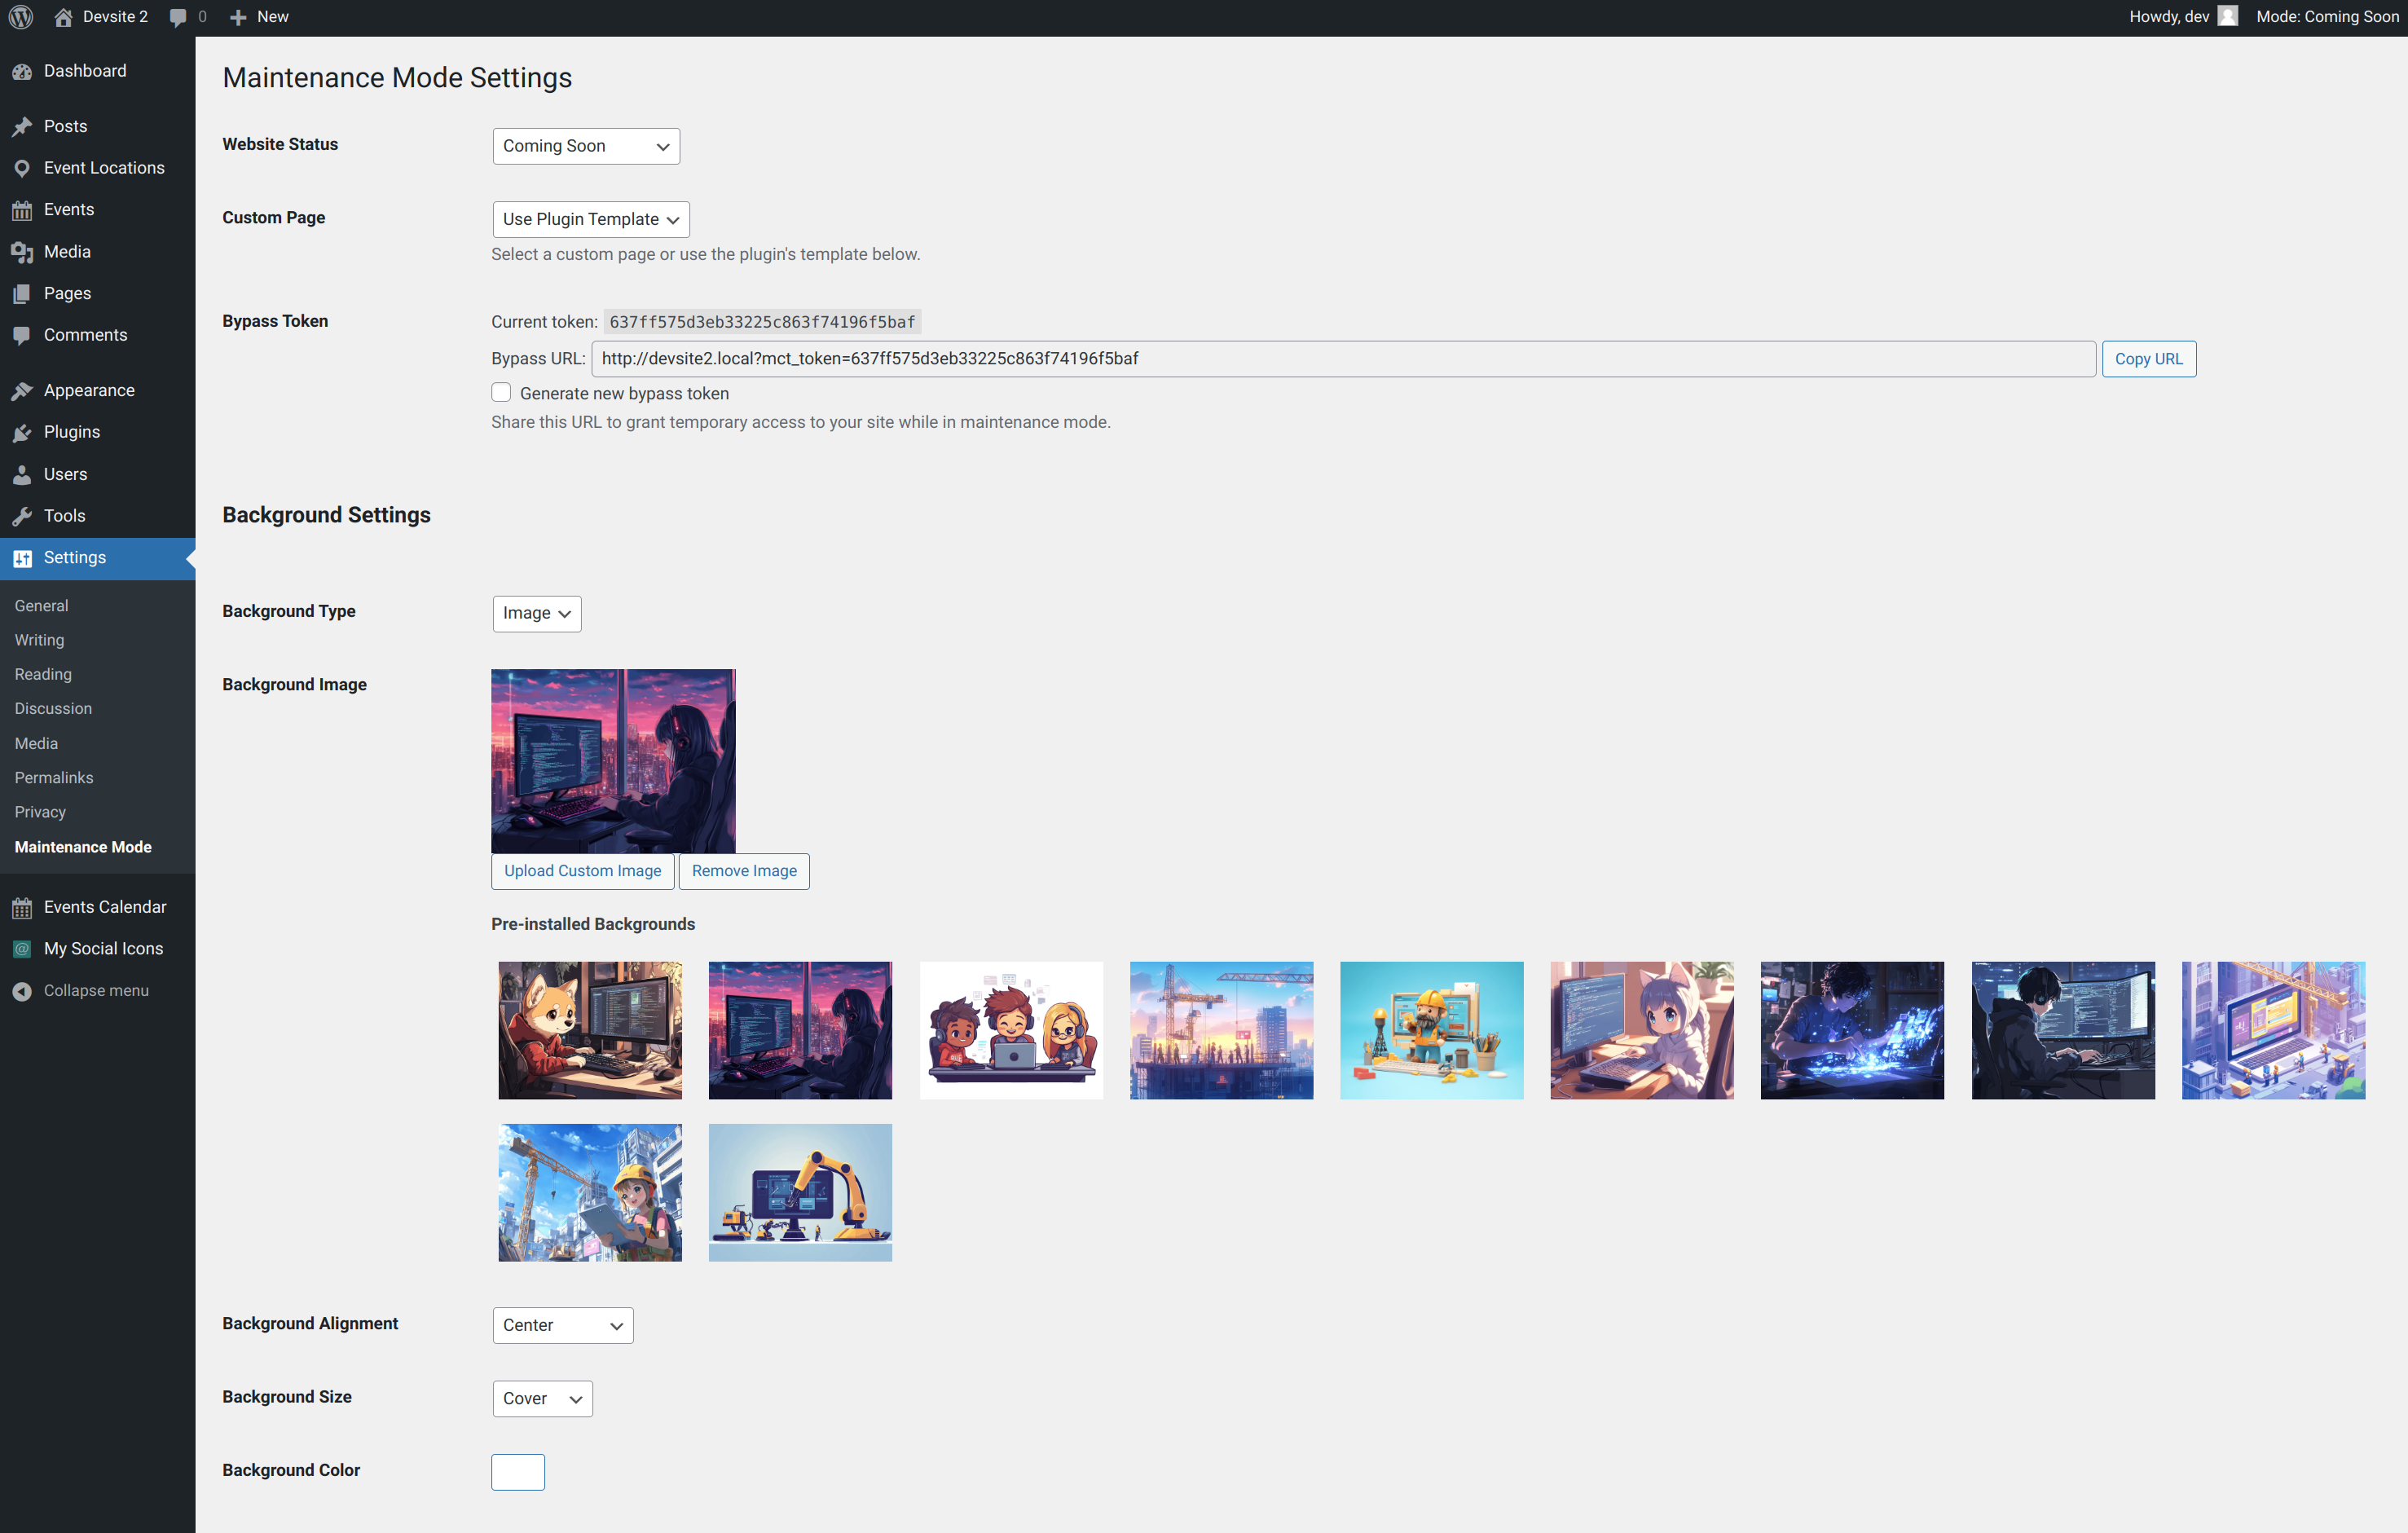 Devsite 2
0
New
Howdy, dev
Mode: Coming Soon
Dashboard
Posts
Event Locations
Events
Media
Pages
Comments
Appearance
Plugins
Users
Tools
Settings
General
Writing
Reading
Discussion
Media
Permalinks
Privacy
Maintenance Mode
Events Calendar
My Social Icons
Collapse menu
Maintenance Mode Settings
Website Status
Coming Soon
Custom Page
Use Plugin Template
Select a custom page or use the plugin's template below.
Bypass Token
Current token: 637ff575d3eb33225c863f74196f5baf
Bypass URL: http://devsite2.local?mct_token=637ff575d3eb33225c863f74196f5baf
Copy URL
Generate new bypass token
Share this URL to grant temporary access to your site while in maintenance mode.
Background Settings
Background Type
Image
Background Image
Upload Custom Image
Remove Image
Pre-installed Backgrounds
Background Alignment
Center
Background Size
Cover
Background Color